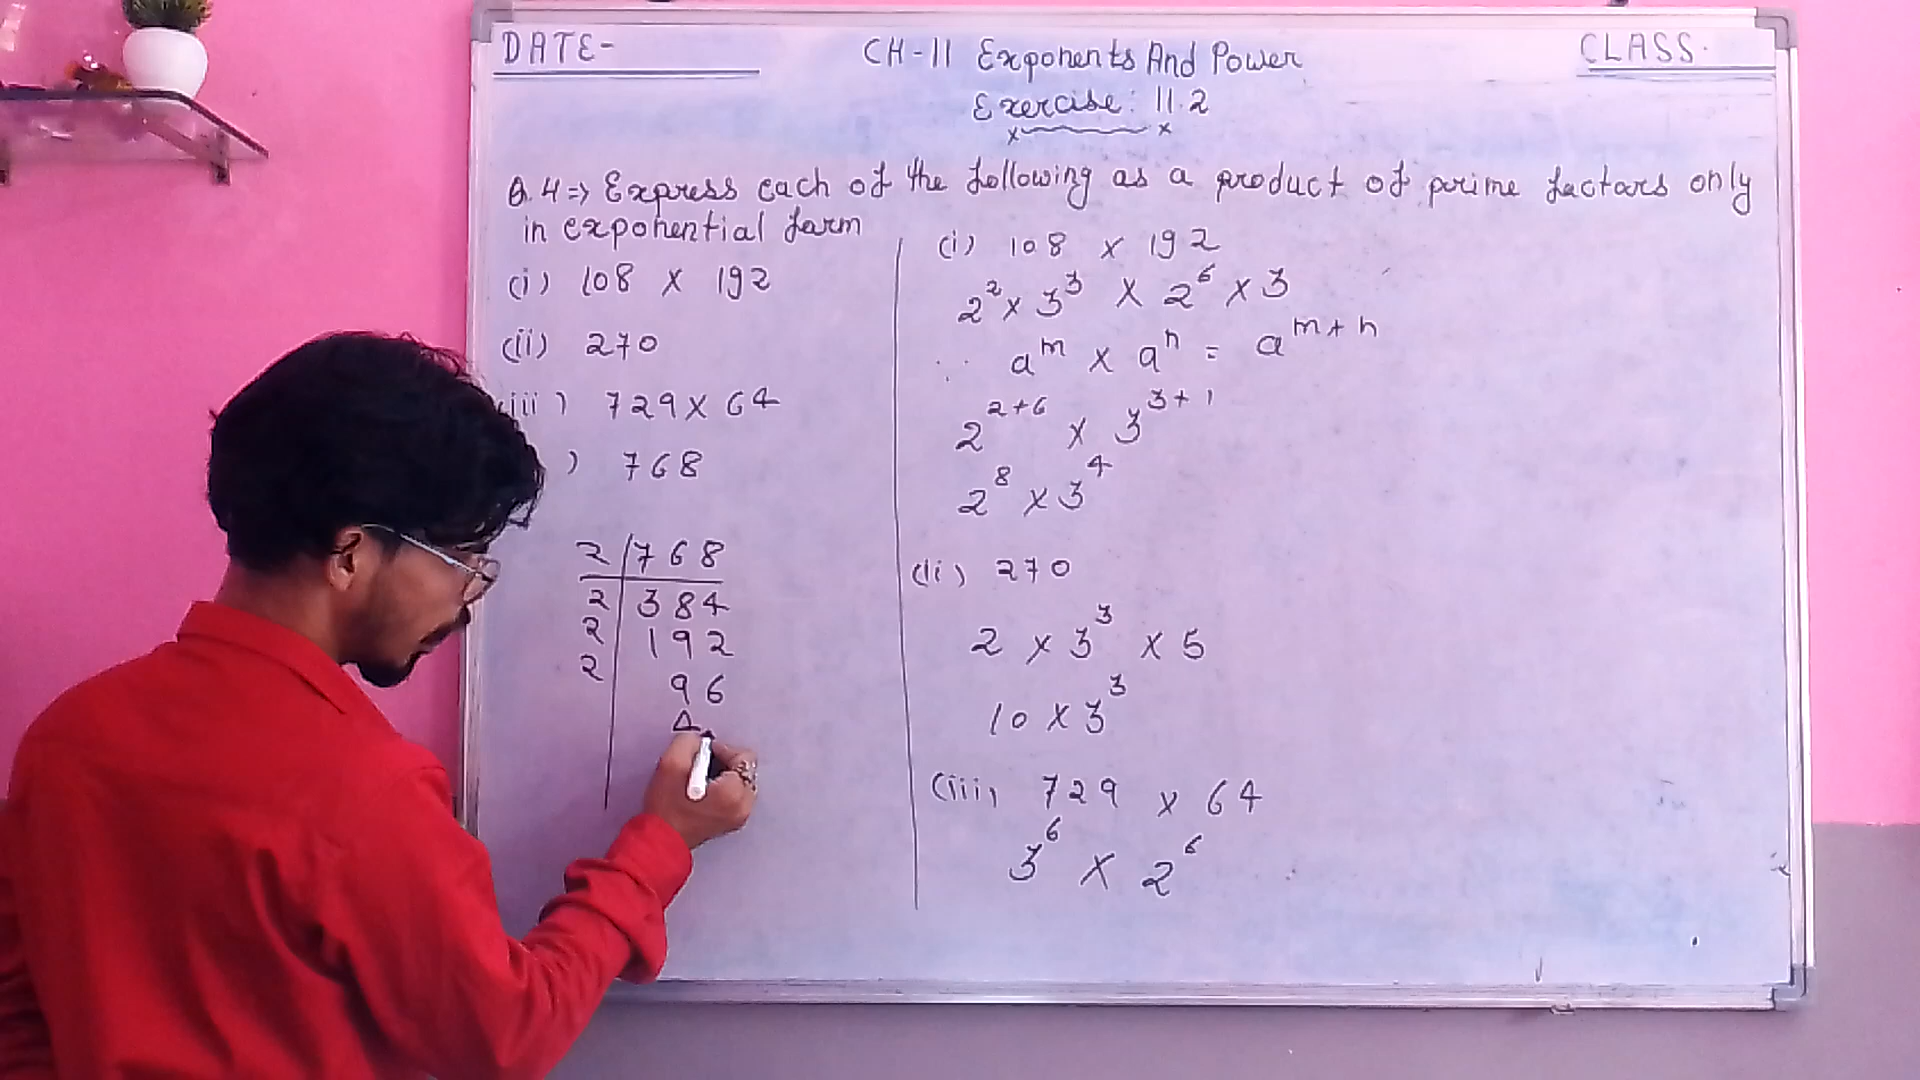 DATE-
CH-11 Exponents And Power
CLASS.
Exercise: 11.2
Q.4=> Express each of the following as a product of prime factors only
in exponential form
(i) 108 x 192
(ii) 270
(iii) 729 x 64
) 768
2 | 768
2 | 384
2 | 192
2 | 96
4
(i) 108 x 192
2² x 3³ x 2⁶ x 3
∴ aᵐ x aⁿ = aᵐ⁺ⁿ
2²⁺⁶ x 3³⁺¹
2⁸ x 3⁴
(ii) 270
2 x 3³ x 5
10 x 3³
(iii) 729 x 64
3⁶ x 2⁶